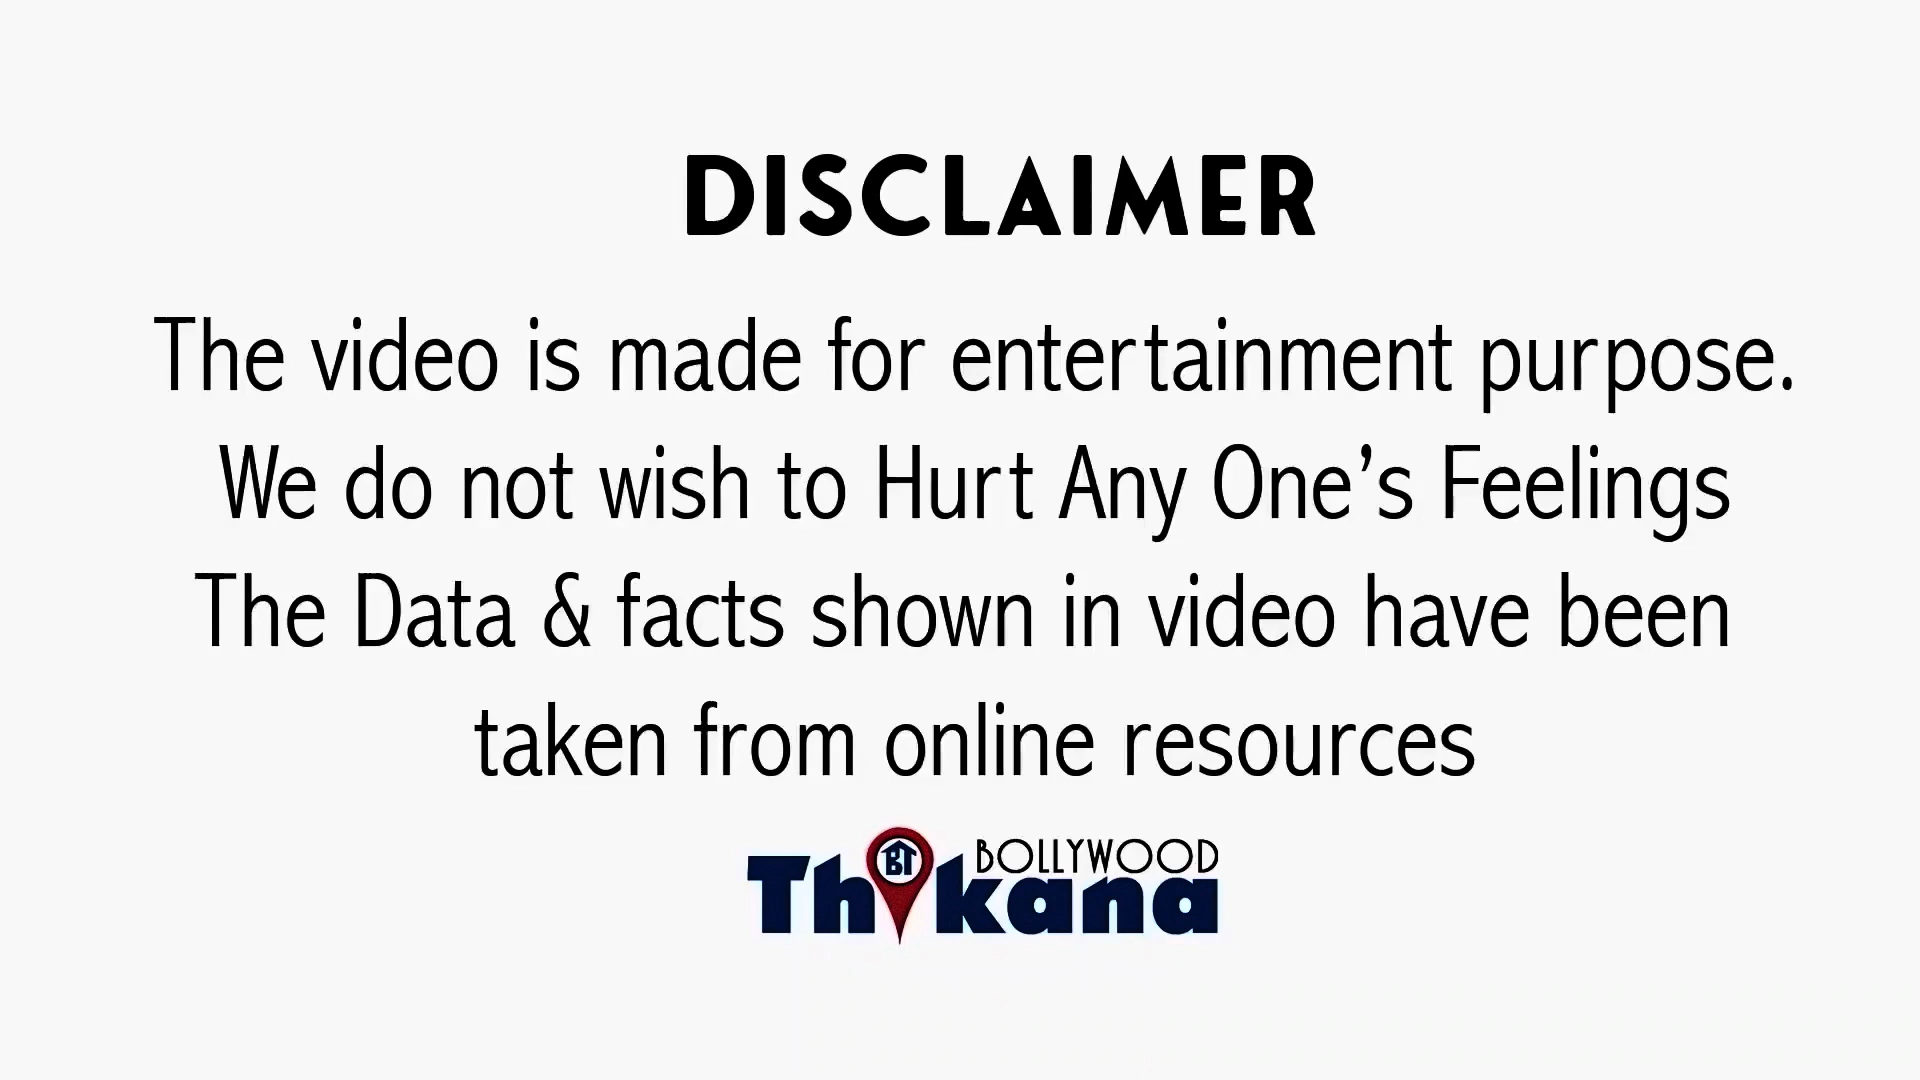 DISCLAIMER
The video is made for entertainment purpose.
We do not wish to Hurt Any One’s Feelings
The Data & facts shown in video have been
taken from online resources
BT
BOLLYWOOD
Thikana